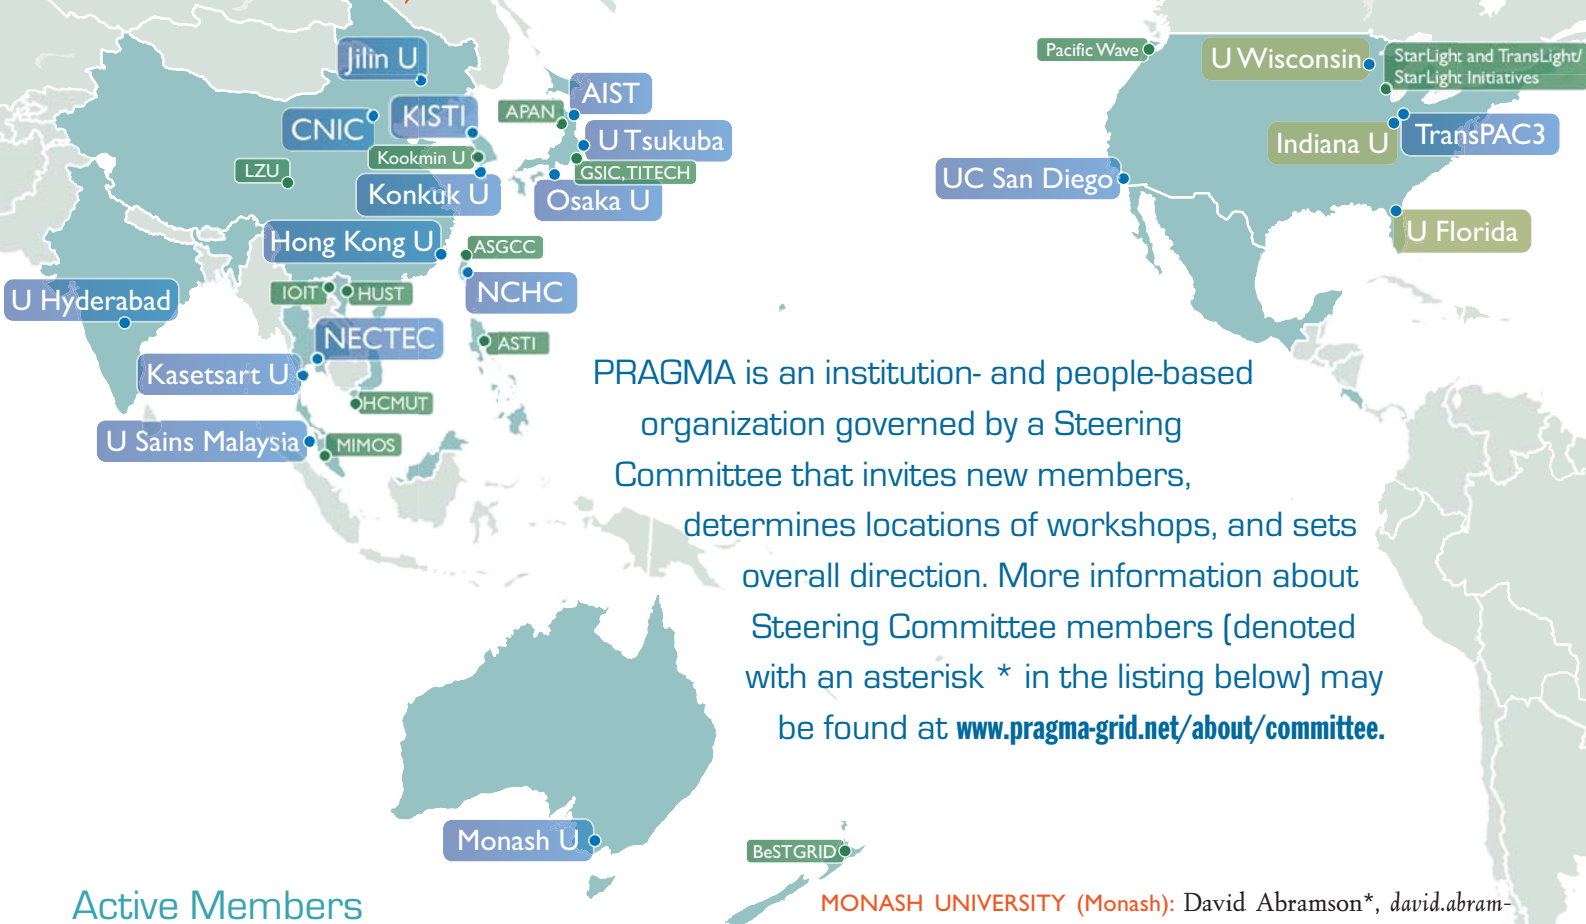 Jilin U
AIST
APAN
KISTI
CNIC
U Tsukuba
Kookmin U
GSIC, TITECH
LZU
Konkuk U
Osaka U
Hong Kong U
ASGCC
U Hyderabad
IOIT
HUST
NCHC
NECTEC
ASTI
Kasetsart U
HCMUT
U Sains Malaysia
MIMOS
Pacific Wave
U Wisconsin
StarLight and TransLight/
StarLight Initiatives
Indiana U
TransPAC3
UC San Diego
U Florida
PRAGMA is an institution- and people-based
organization governed by a Steering
Committee that invites new members,
determines locations of workshops, and sets
overall direction. More information about
Steering Committee members (denoted
with an asterisk * in the listing below) may
be found at www.pragma-grid.net/about/committee.
Monash U
BeSTGRID
Active Members
MONASH UNIVERSITY (Monash): David Abramson*, david.abram-